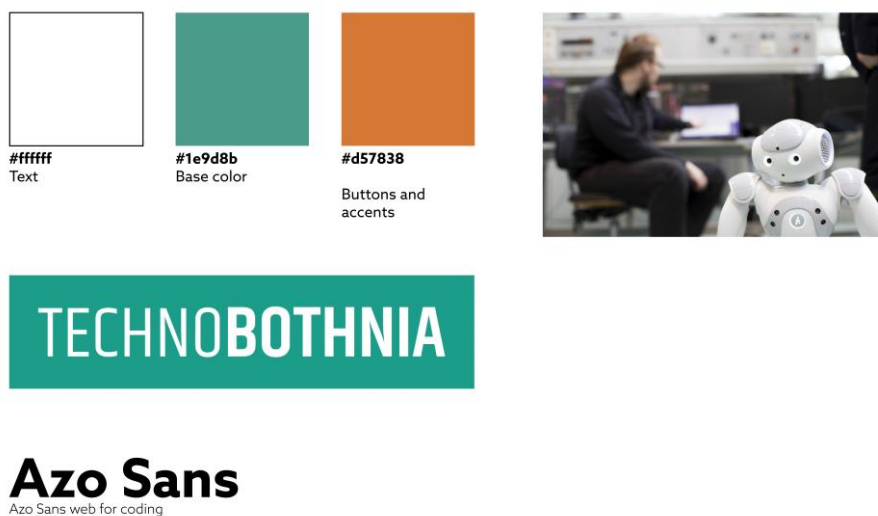 #ffffff
Text
#1e9d8b
Base color
#d57838
Buttons and
accents
TECHNOBOTHNIA
Azo Sans
Azo Sans web for coding